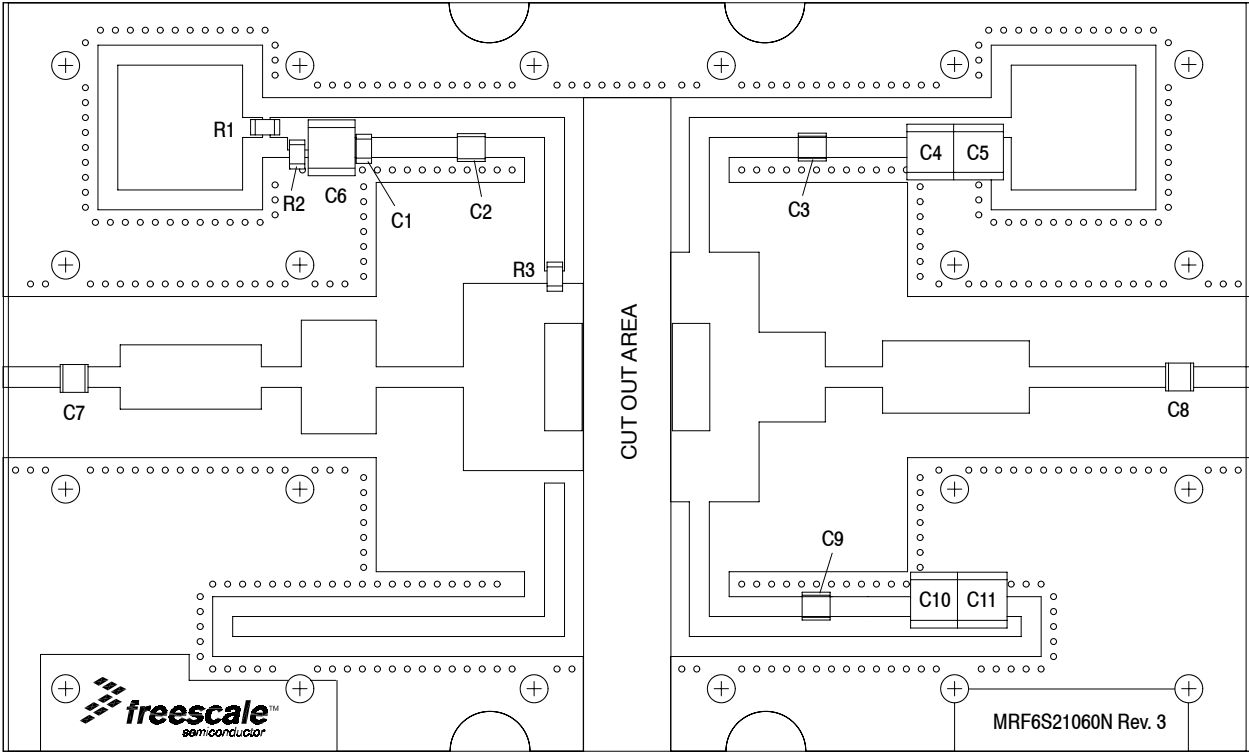 R1
R2
C6
C1
C2
C3
C4
C5
R3
CUT OUT AREA
C7
C8
C9
C10
C11
freescale™
semiconductor
MRF6S21060N Rev. 3